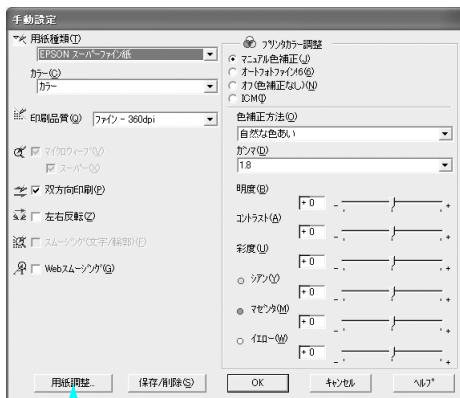 手動設定
用紙種類(T)
EPSON スーパーファイン紙
カラー(C)
カラー
印刷品質(Q) ファイン - 360dpi
マイクロウィーブ(V)
スーパー(X)
双方向印刷(P)
左右反転(Z)
スムージング(文字/輪郭)(F)
Webスムージング(G)
プリンタカラー調整
マニュアル色補正(J)
オートフォトファイン!6(6)
オフ(色補正なし)(N)
ICM(I)
色補正方法(O)
自然な色あい
ガンマ(D)
1.8
明度(B)
+ 0 - +
コントラスト(A)
+ 0 - +
彩度(U)
+ 0 - +
シアン(Y)
+ 0 - +
マゼンタ(M)
+ 0 - +
イエロー(W)
+ 0 - +
用紙調整...
保存/削除(S)
OK
キャンセル
ヘルプ